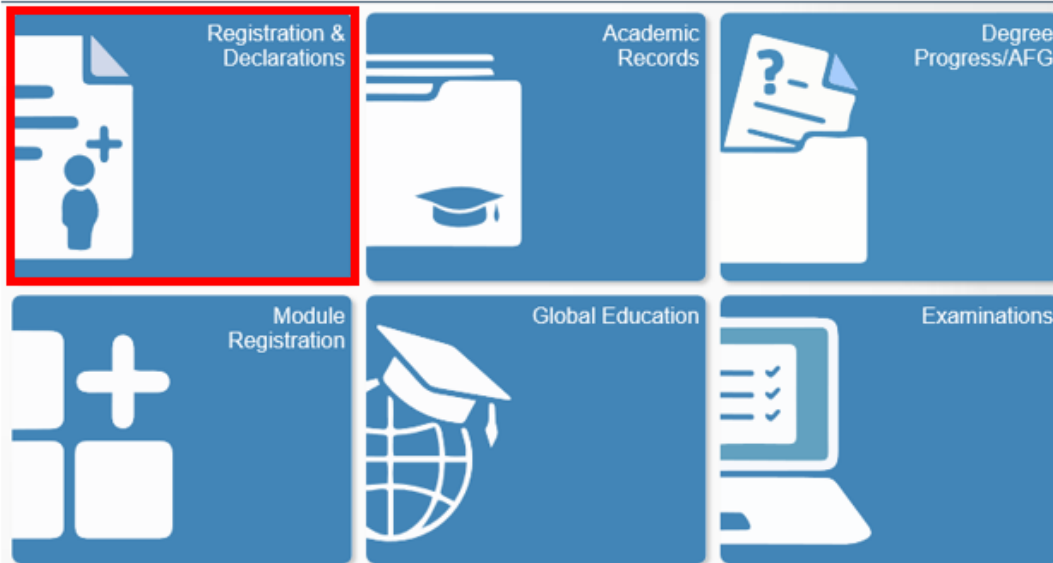 Registration &
Declarations
Academic
Records
Degree
Progress/AFG
?
Module
Registration
Global Education
Examinations